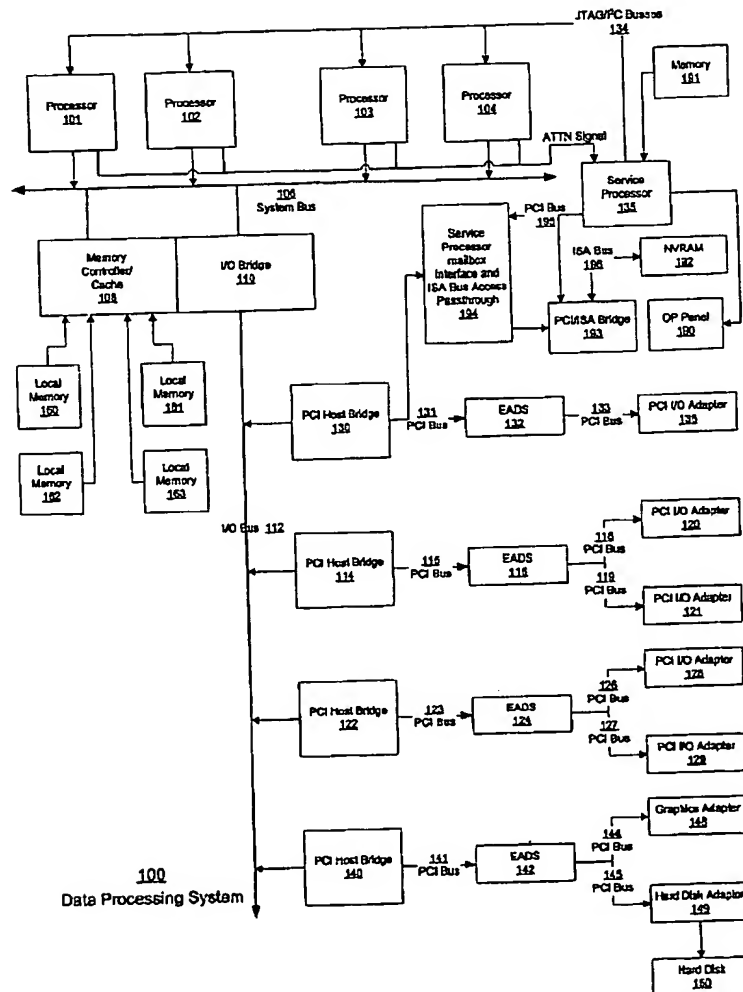 JTAG/I²C Busses
134
Processor
101
Processor
102
Processor
103
Processor
104
Memory
191
ATTN Signal
Service
Processor
135
106
System Bus
PCI Bus
195
Memory
Controller/
Cache
108
I/O Bridge
110
Service
Processor
mailbox
Interface and
ISA Bus Access
Passthrough
194
ISA Bus
196
NVRAM
192
PCI/ISA Bridge
193
OP Panel
190
Local
Memory
160
Local
Memory
161
Local
Memory
162
Local
Memory
163
PCI Host Bridge
130
131
PCI Bus
EADS
132
133
PCI Bus
PCI I/O Adapter
I/O Bus 112
PCI Host Bridge
114
115
PCI Bus
EADS
116
118
PCI Bus
119
PCI Bus
PCI I/O Adapter
120
PCI I/O Adapter
121
PCI Host Bridge
122
123
PCI Bus
EADS
124
126
PCI Bus
127
PCI Bus
PCI I/O Adapter
128
PCI I/O Adapter
129
PCI Host Bridge
140
141
PCI Bus
EADS
142
144
PCI Bus
145
PCI Bus
Graphics Adapter
148
Hard Disk Adapter
149
Hard Disk
150
100
Data Processing System